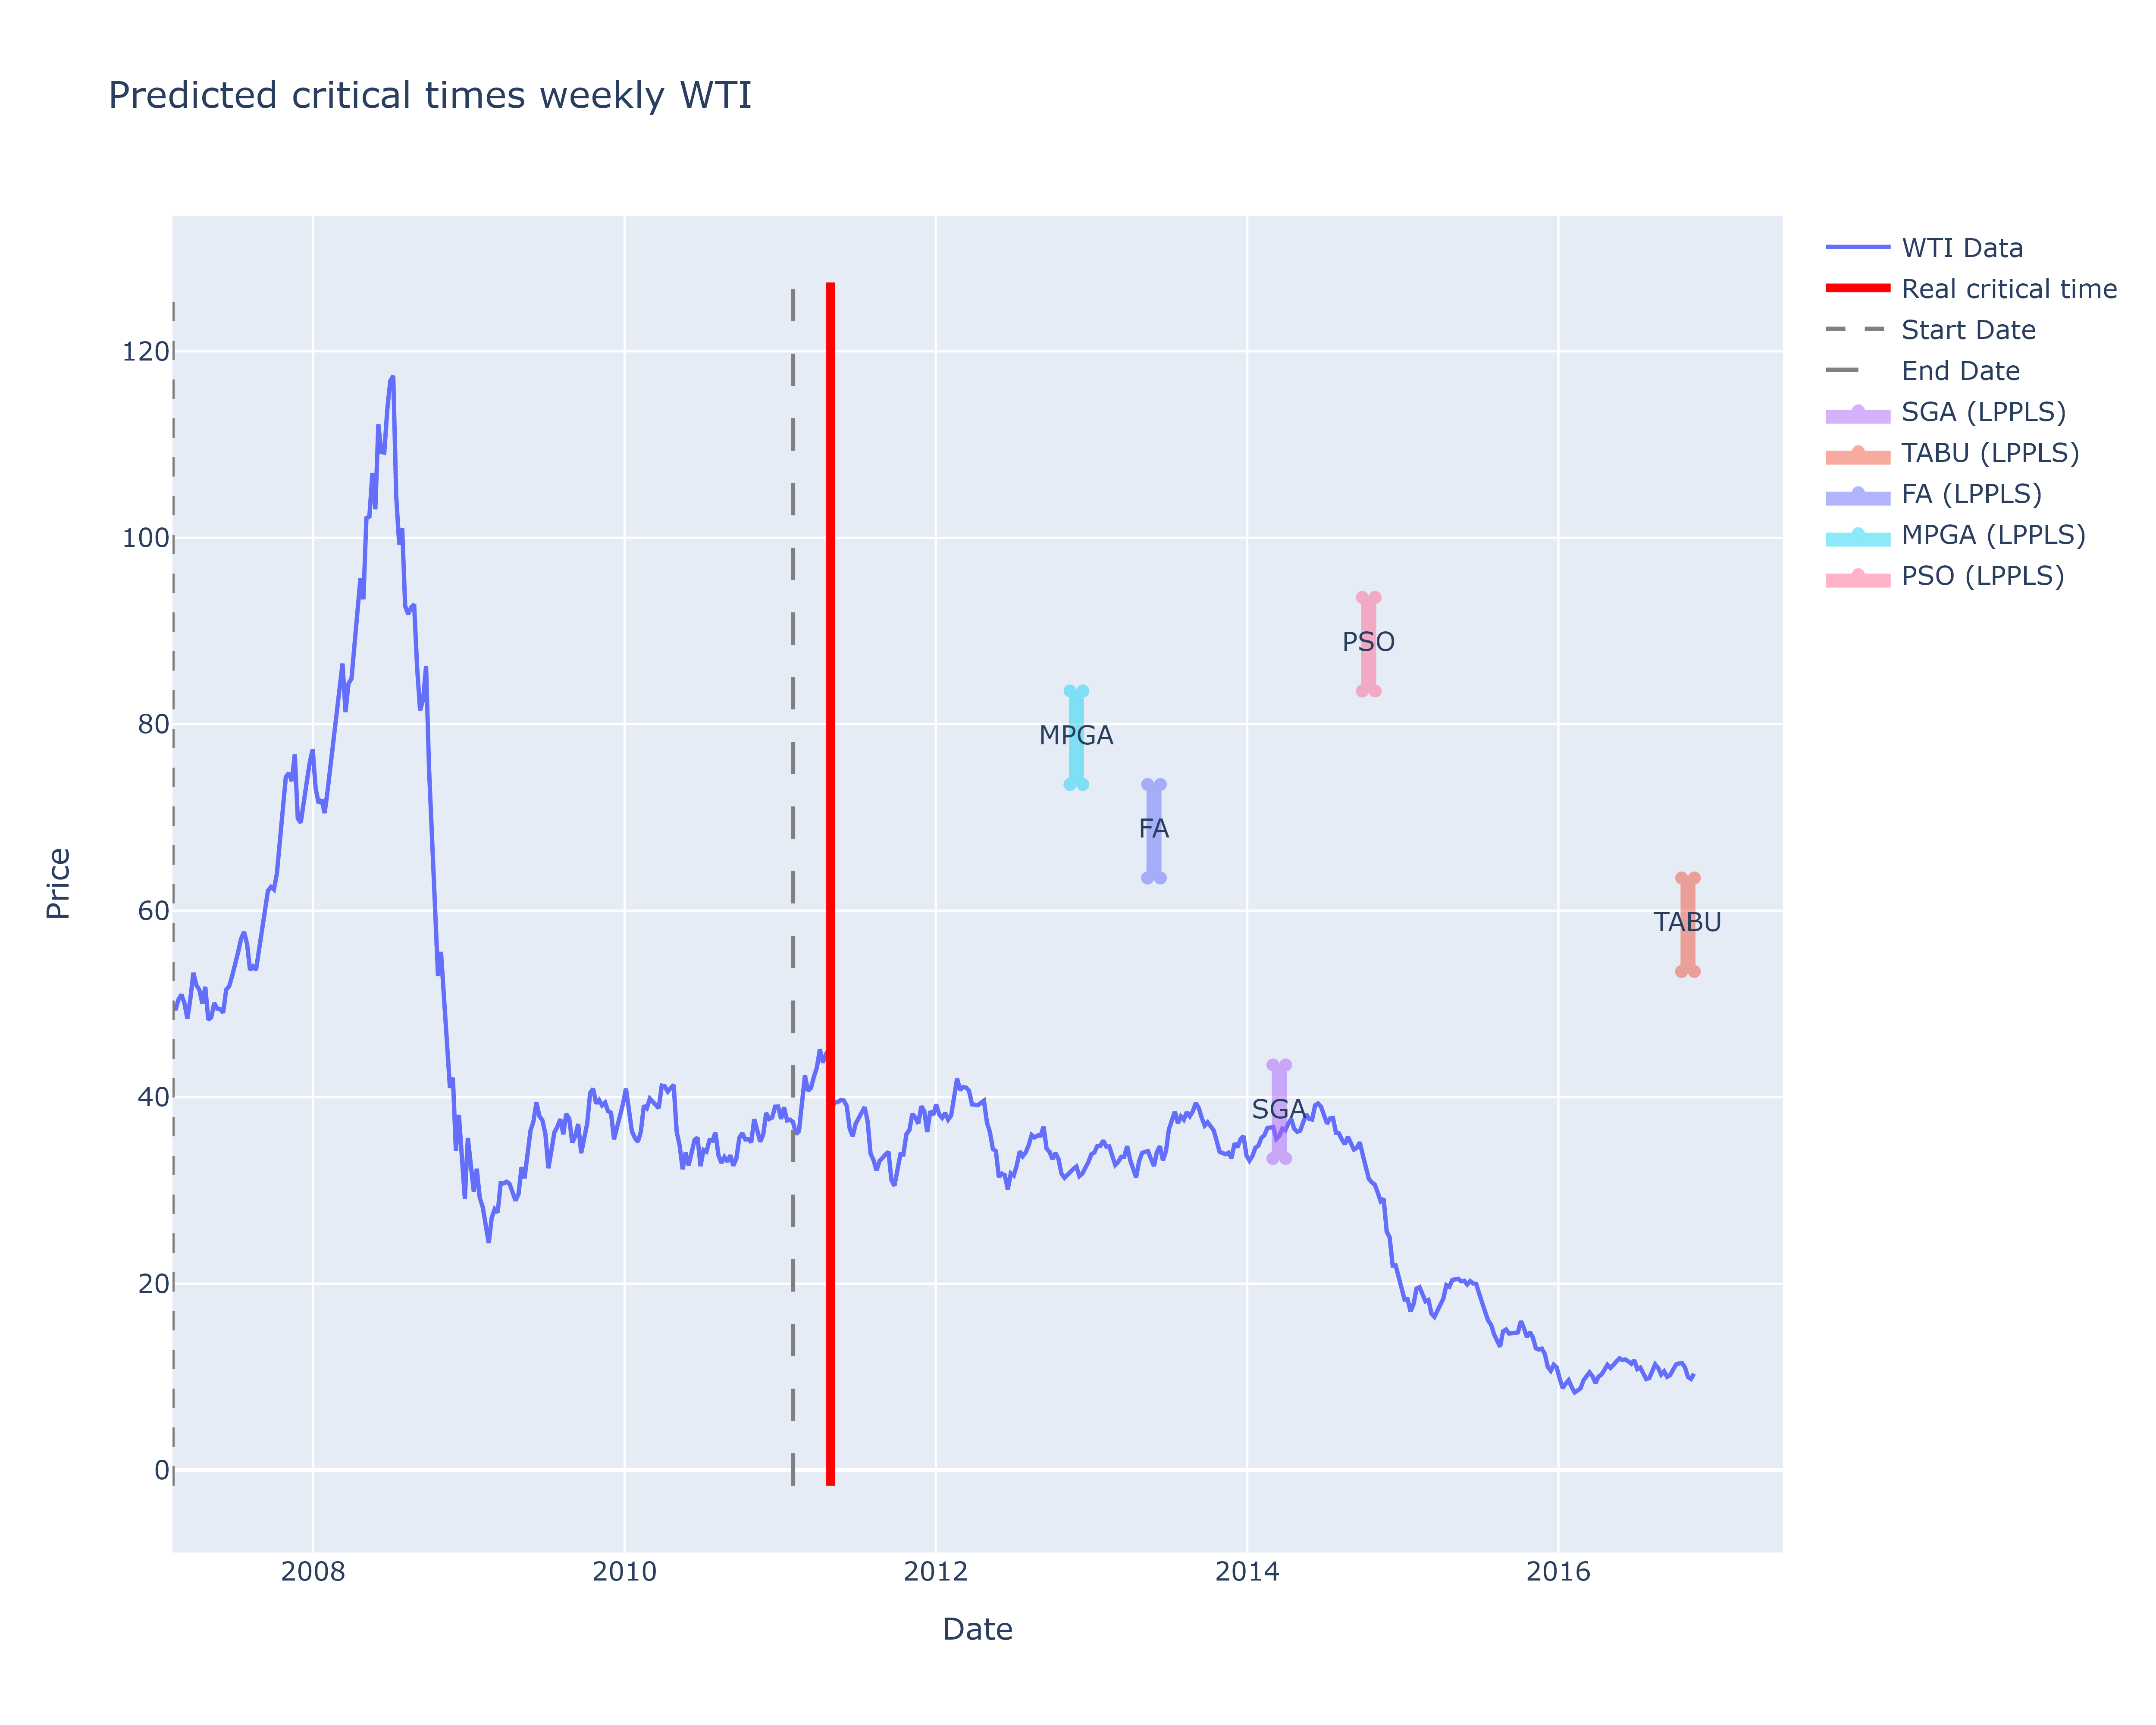 Predicted critical times weekly WTI
WTI Data
Real critical time
Start Date
End Date
SGA (LPPLS)
TABU (LPPLS)
FA (LPPLS)
MPGA (LPPLS)
PSO (LPPLS)
120
100
80
60
40
20
0
Price
PSO
MPGA
FA
TABU
SGA
2008
2010
2012
2014
2016
Date